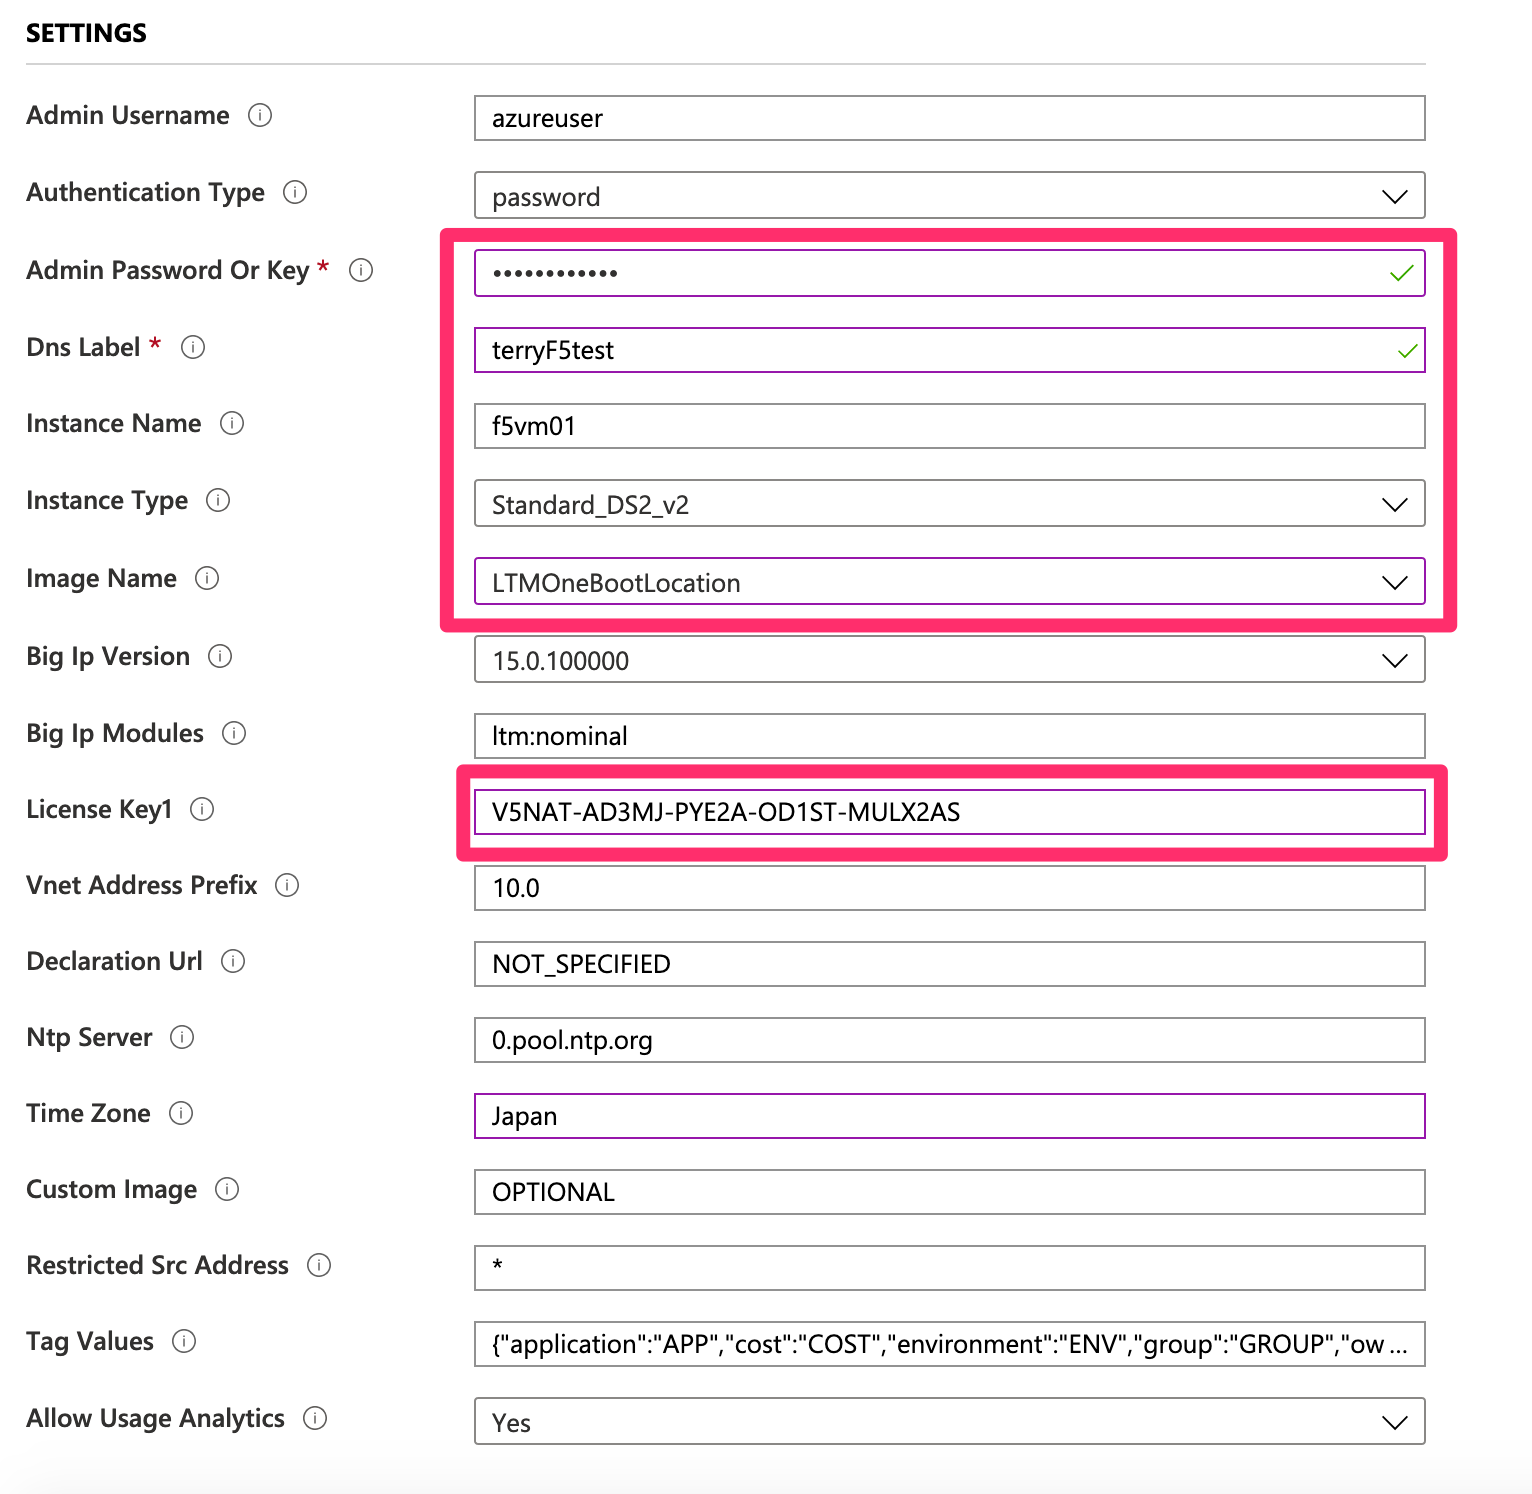 SETTINGS
Admin Username
azureuser
Authentication Type
password
Admin Password Or Key *
••••••••••••
Dns Label *
terryF5test
Instance Name
f5vm01
Instance Type
Standard_DS2_v2
Image Name
LTMOneBootLocation
Big Ip Version
15.0.100000
Big Ip Modules
ltm:nominal
License Key1
V5NAT-AD3MJ-PYE2A-OD1ST-MULX2AS
Vnet Address Prefix
10.0
Declaration Url
NOT_SPECIFIED
Ntp Server
0.pool.ntp.org
Time Zone
Japan
Custom Image
OPTIONAL
Restricted Src Address
*
Tag Values
{"application":"APP","cost":"COST","environment":"ENV","group":"GROUP","ow ...
Allow Usage Analytics
Yes